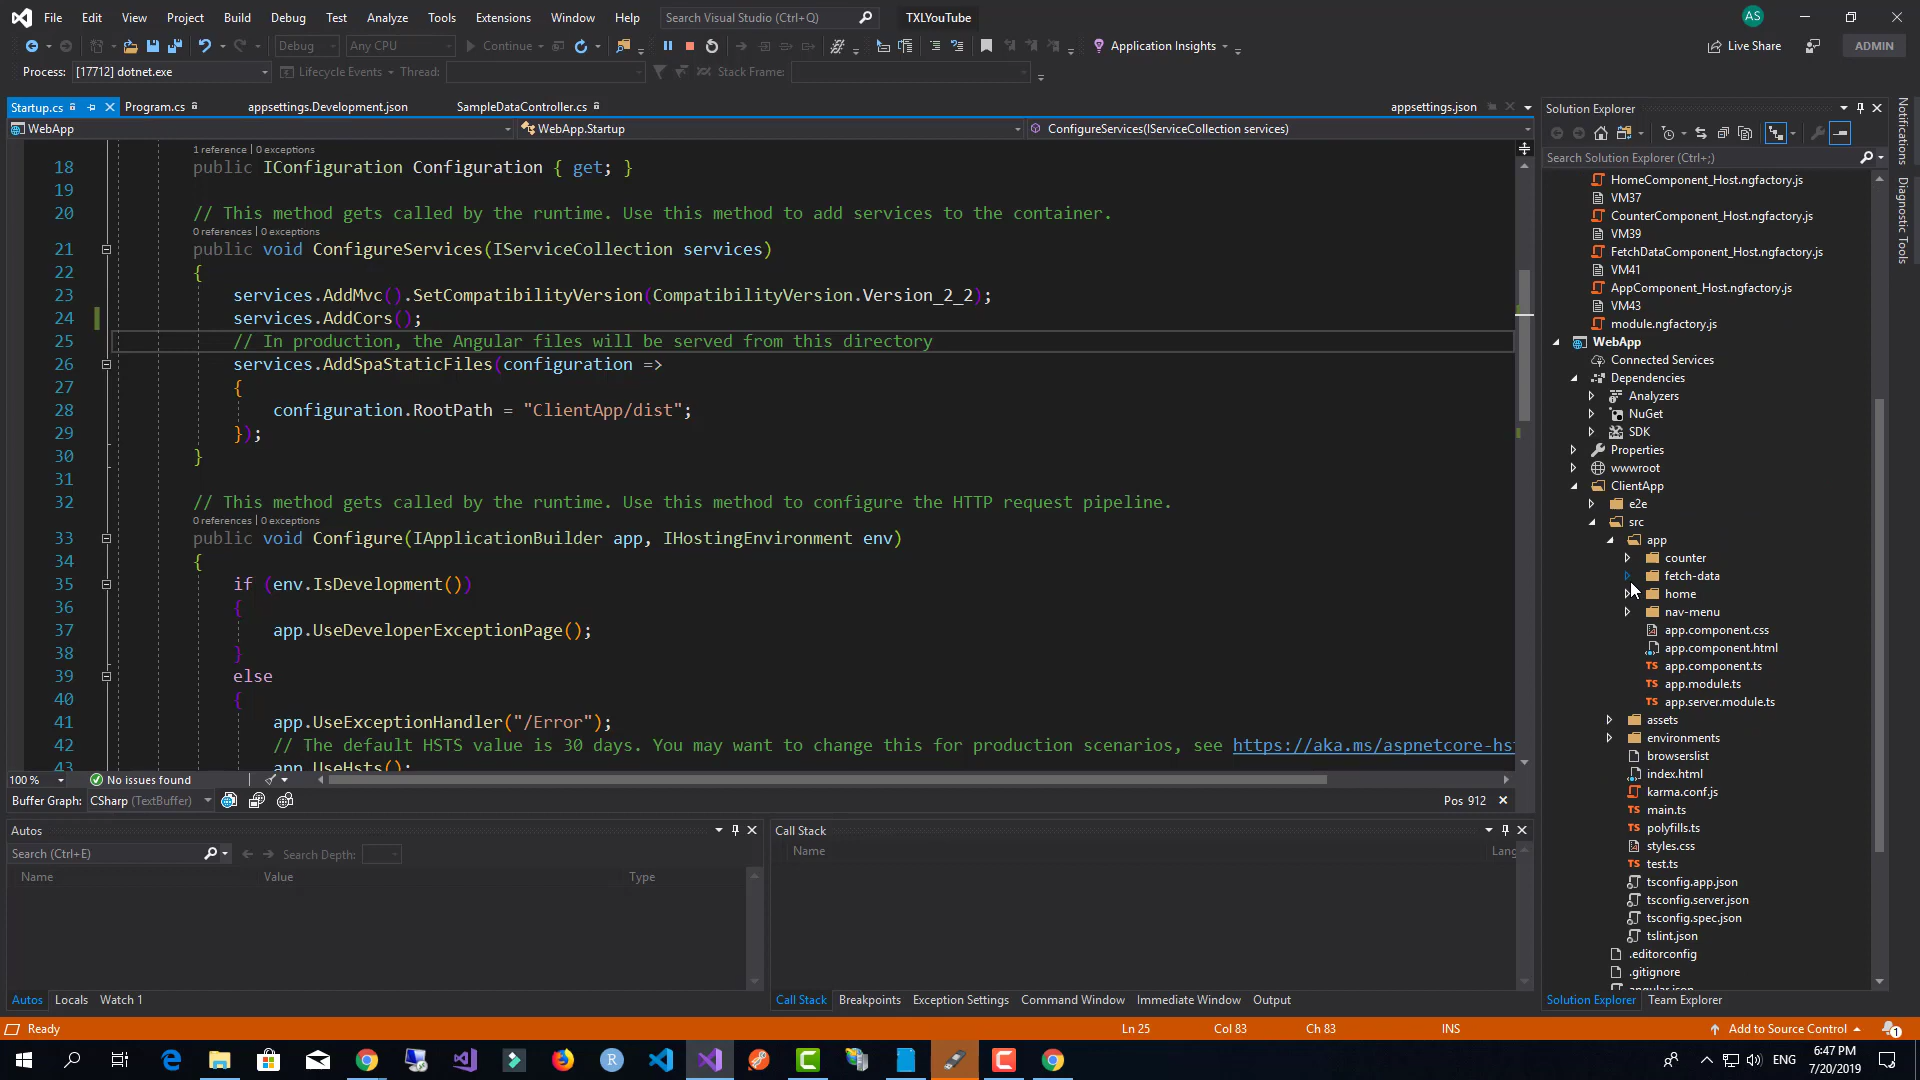 File Edit View Project Build Debug Test Analyze Tools Extensions Window Help Search Visual Studio (Ctrl+Q) TXLYouTube AS
Debug Any CPU Continue Application Insights Live Share ADMIN
Process: [17712] dotnet.exe Lifecycle Events Thread: Stack Frame:
Startup.cs Program.cs appsettings.Development.json SampleDataController.cs appsettings.json
WebApp WebApp.Startup ConfigureServices(IServiceCollection services)
1 reference | 0 exceptions
18 public IConfiguration Configuration { get; }
19
20 // This method gets called by the runtime. Use this method to add services to the container.
0 references | 0 exceptions
21 public void ConfigureServices(IServiceCollection services)
22 {
23 services.AddMvc().SetCompatibilityVersion(CompatibilityVersion.Version_2_2);
24 services.AddCors();
25 // In production, the Angular files will be served from this directory
26 services.AddSpaStaticFiles(configuration =>
27 {
28 configuration.RootPath = "ClientApp/dist";
29 });
30 }
31
32 // This method gets called by the runtime. Use this method to configure the HTTP request pipeline.
0 references | 0 exceptions
33 public void Configure(IApplicationBuilder app, IHostingEnvironment env)
34 {
35 if (env.IsDevelopment())
36 {
37 app.UseDeveloperExceptionPage();
38 }
39 else
40 {
41 app.UseExceptionHandler("/Error");
42 // The default HSTS value is 30 days. You may want to change this for production scenarios, see https://aka.ms/aspnetcore-hs
43 app.UseHsts();
100 % No issues found
Buffer Graph: CSharp (TextBuffer) Pos 912
Autos
Search (Ctrl+E) Search Depth:
Name Value Type
Autos Locals Watch 1
Call Stack
Name Lang
Call Stack Breakpoints Exception Settings Command Window Immediate Window Output
Solution Explorer
Search Solution Explorer (Ctrl+;)
HomeComponent_Host.ngfactory.js
VM37
CounterComponent_Host.ngfactory.js
VM39
FetchDataComponent_Host.ngfactory.js
VM41
AppComponent_Host.ngfactory.js
VM43
module.ngfactory.js
WebApp
Connected Services
Dependencies
Analyzers
NuGet
SDK
Properties
wwwroot
ClientApp
e2e
src
app
counter
fetch-data
home
nav-menu
app.component.css
app.component.html
app.component.ts
app.module.ts
app.server.module.ts
assets
environments
browserslist
index.html
karma.conf.js
main.ts
polyfills.ts
styles.css
test.ts
tsconfig.app.json
tsconfig.server.json
tsconfig.spec.json
tslint.json
.editorconfig
.gitignore
angular.json
Solution Explorer Team Explorer
Notifications
Diagnostic Tools
Ready Ln 25 Col 83 Ch 83 INS Add to Source Control 1
ENG 6:47 PM
7/20/2019